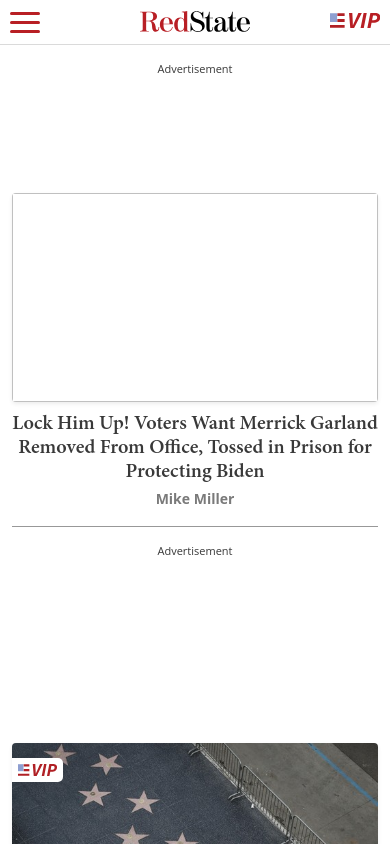 RedState
VIP
Advertisement
Lock Him Up! Voters Want Merrick Garland
Removed From Office, Tossed in Prison for
Protecting Biden
Mike Miller
Advertisement
VIP